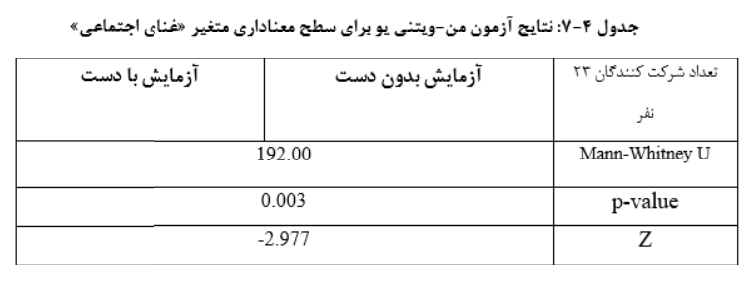 جدول ۴-۷: نتایج آزمون من-ویتنی یو برای سطح معناداری متغیر «غنای اجتماعی»
تعداد شرکت کنندگان ۲۳ آزمایش بدون دست آزمایش با دست
نفر
Mann-Whitney U 192.00
p-value 0.003
Z -2.977